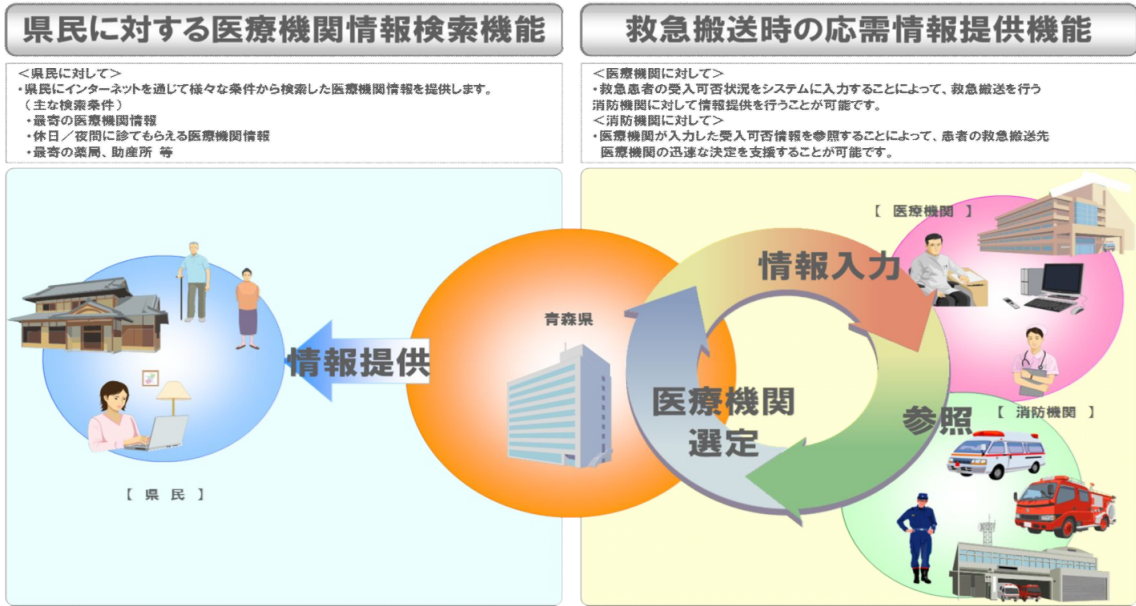 県民に対する医療機関情報検索機能
＜県民に対して＞
・県民にインターネットを通じて様々な条件から検索した医療機関情報を提供します。
（主な検索条件）
・最寄の医療機関情報
・休日／夜間に診てもらえる医療機関情報
・最寄の薬局、助産所 等
救急搬送時の応需情報提供機能
＜医療機関に対して＞
・救急患者の受入可否状況をシステムに入力することによって、救急搬送を行う
消防機関に対して情報提供を行うことが可能です。
＜消防機関に対して＞
・医療機関が入力した受入可否情報を参照することによって、患者の救急搬送先
医療機関の迅速な決定を支援することが可能です。
【 県 民 】
情報提供
青森県
【 医療機関 】
情報入力
医療機関
選定
参照
【 消防機関 】